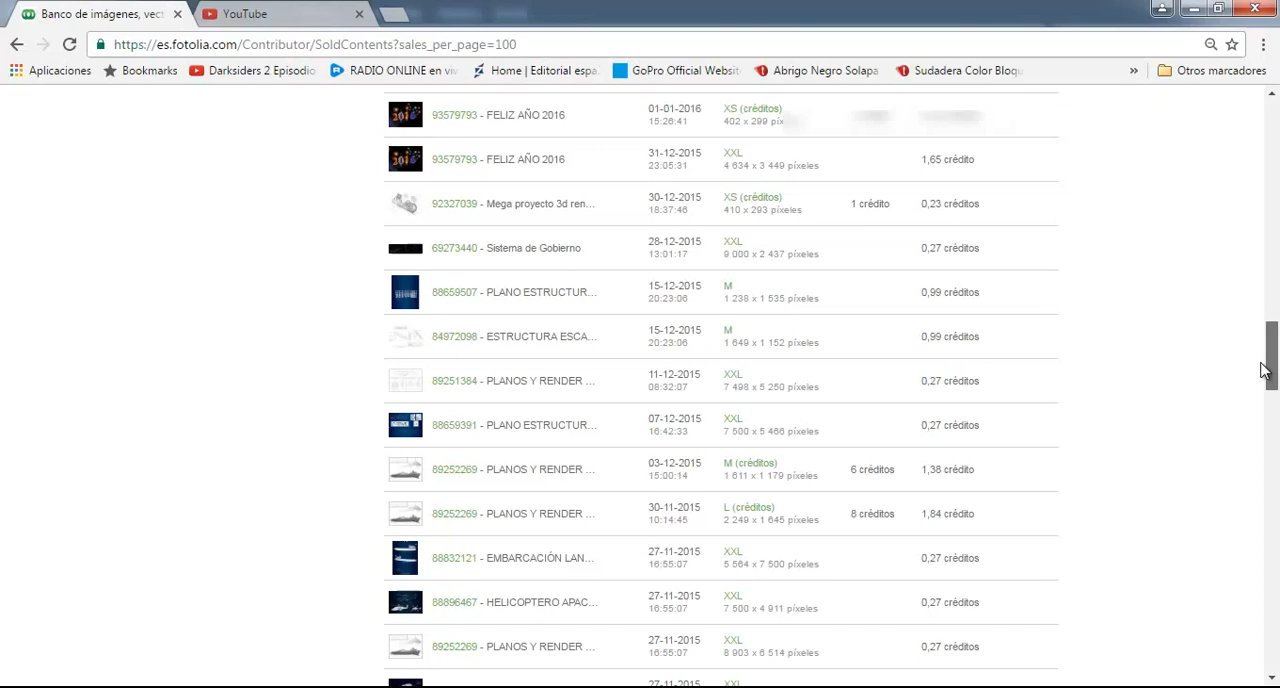 Banco de imágenes, vect
YouTube
https://es.fotolia.com/Contributor/SoldContents?sales_per_page=100
Aplicaciones
Bookmarks
Darksiders 2 Episodio
RADIO ONLINE en viv
Home | Editorial espa
GoPro Official Websit
Abrigo Negro Solapa
Sudadera Color Bloqu
»
Otros marcadores
93579793 - FELIZ AÑO 2016 01-01-2016 XS (créditos)
15:26:41 402 x 299 píx
93579793 - FELIZ AÑO 2016 31-12-2015 XXL 1,65 crédito
23:05:31 4 634 x 3 449 píxeles
92327039 - Mega proyecto 3d ren... 30-12-2015 XS (créditos) 1 crédito 0,23 créditos
18:37:46 410 x 293 píxeles
69273440 - Sistema de Gobierno 28-12-2015 XXL 0,27 créditos
13:01:17 9 000 x 2 437 píxeles
88659507 - PLANO ESTRUCTUR... 15-12-2015 M 0,99 créditos
20:23:06 1 238 x 1 535 píxeles
84972098 - ESTRUCTURA ESCA... 15-12-2015 M 0,99 créditos
20:23:06 1 649 x 1 152 píxeles
89251384 - PLANOS Y RENDER ... 11-12-2015 XXL 0,27 créditos
08:32:07 7 498 x 5 250 píxeles
88659391 - PLANO ESTRUCTUR... 07-12-2015 XXL 0,27 créditos
16:42:33 7 500 x 5 466 píxeles
89252269 - PLANOS Y RENDER ... 03-12-2015 M (créditos) 6 créditos 1,38 crédito
15:00:14 1 611 x 1 179 píxeles
89252269 - PLANOS Y RENDER ... 30-11-2015 L (créditos) 8 créditos 1,84 crédito
10:14:45 2 249 x 1 645 píxeles
88832121 - EMBARCACIÓN LAN... 27-11-2015 XXL 0,27 créditos
16:55:07 5 564 x 7 500 píxeles
88896467 - HELICOPTERO APAC... 27-11-2015 XXL 0,27 créditos
16:55:07 7 500 x 4 911 píxeles
89252269 - PLANOS Y RENDER ... 27-11-2015 XXL 0,27 créditos
16:55:07 8 903 x 6 514 píxeles
27-11-2015 XXL